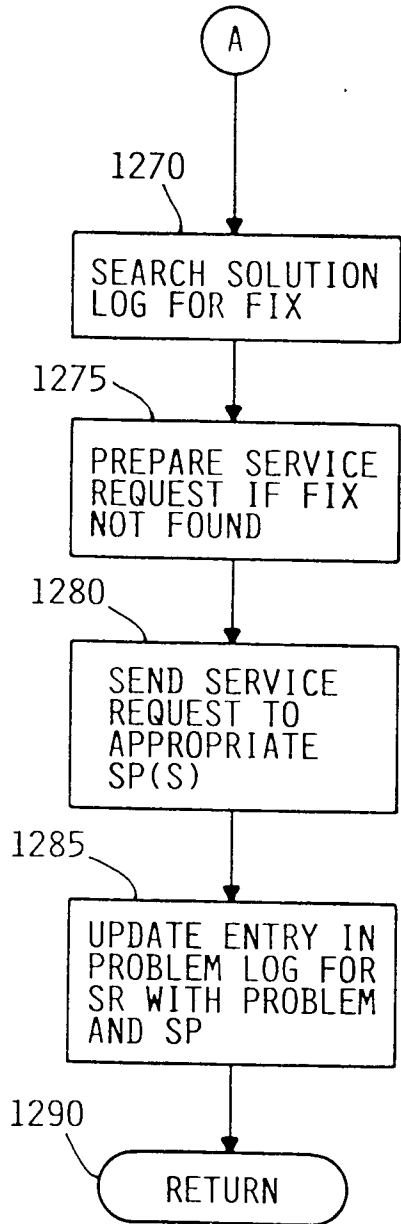 A
1270
SEARCH SOLUTION
LOG FOR FIX
1275
PREPARE SERVICE
REQUEST IF FIX
NOT FOUND
1280
SEND SERVICE
REQUEST TO
APPROPRIATE
SP(S)
1285
UPDATE ENTRY IN
PROBLEM LOG FOR
SR WITH PROBLEM
AND SP
1290
RETURN